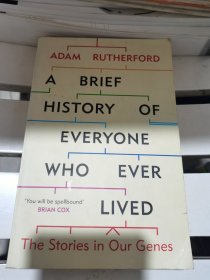 ADAM RUTHERFORD
A BRIEF
HISTORY OF
EVERYONE
WHO EVER
LIVED
'You will be spellbound'
BRIAN COX
The Stories in Our Genes